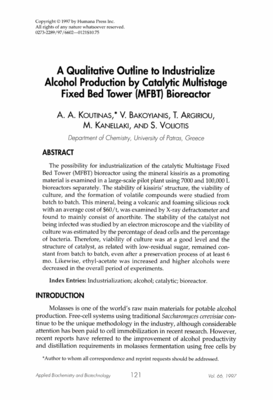 Copyright © 1997 by Humana Press Inc.
All rights of any nature whatsoever reserved.
0273-2289/97/6602—0121$10.75
A Qualitative Outline to Industrialize
Alcohol Production by Catalytic Multistage
Fixed Bed Tower (MFBT) Bioreactor
A. A. KOUTINAS,* V. BAKOYIANIS, T. ARGIRIOU,
M. KANELLAKI, AND S. VOLIOTIS
Department of Chemistry, University of Patras, Greece
ABSTRACT
The possibility for industrialization of the catalytic Multistage Fixed
Bed Tower (MFBT) bioreactor using the mineral kissiris as a promoting
material is examined in a large-scale pilot plant using 7000 and 100,000 L
bioreactors separately. The stability of kissiris' structure, the viability of
culture, and the formation of volatile compounds were studied from
batch to batch. This mineral, being a volcanic and foaming silicous rock
with an average cost of $60/t, was examined by X-ray defractometer and
found to mainly consist of anorthite. The stability of the catalyst not
being infected was studied by an electron microscope and the viability of
culture was estimated by the percentage of dead cells and the percentage
of bacteria. Therefore, viability of culture was at a good level and the
structure of catalyst, as related with low-residual sugar, remained con-
stant from batch to batch, even after a preservation process of at least 6
mo. Likewise, ethyl-acetate was increased and higher alcohols were
decreased in the overall period of experiments.
Index Entries: Industrialization; alcohol; catalytic; bioreactor.
INTRODUCTION
Molasses is one of the world's raw main materials for potable alcohol
production. Free-cell systems using traditional Saccharomyces cerevisiae con-
tinue to be the unique methodology in the industry, although considerable
attention has been paid to cell immobilization in recent research. However,
recent reports have referred to the improvement of alcohol productivity
and distillation requirements in molasses fermentation using free cells by
*Author to whom all correspondence and reprint requests should be addressed.
Applied Biochemistry and Biotechnology 121 Vol. 66, 1997